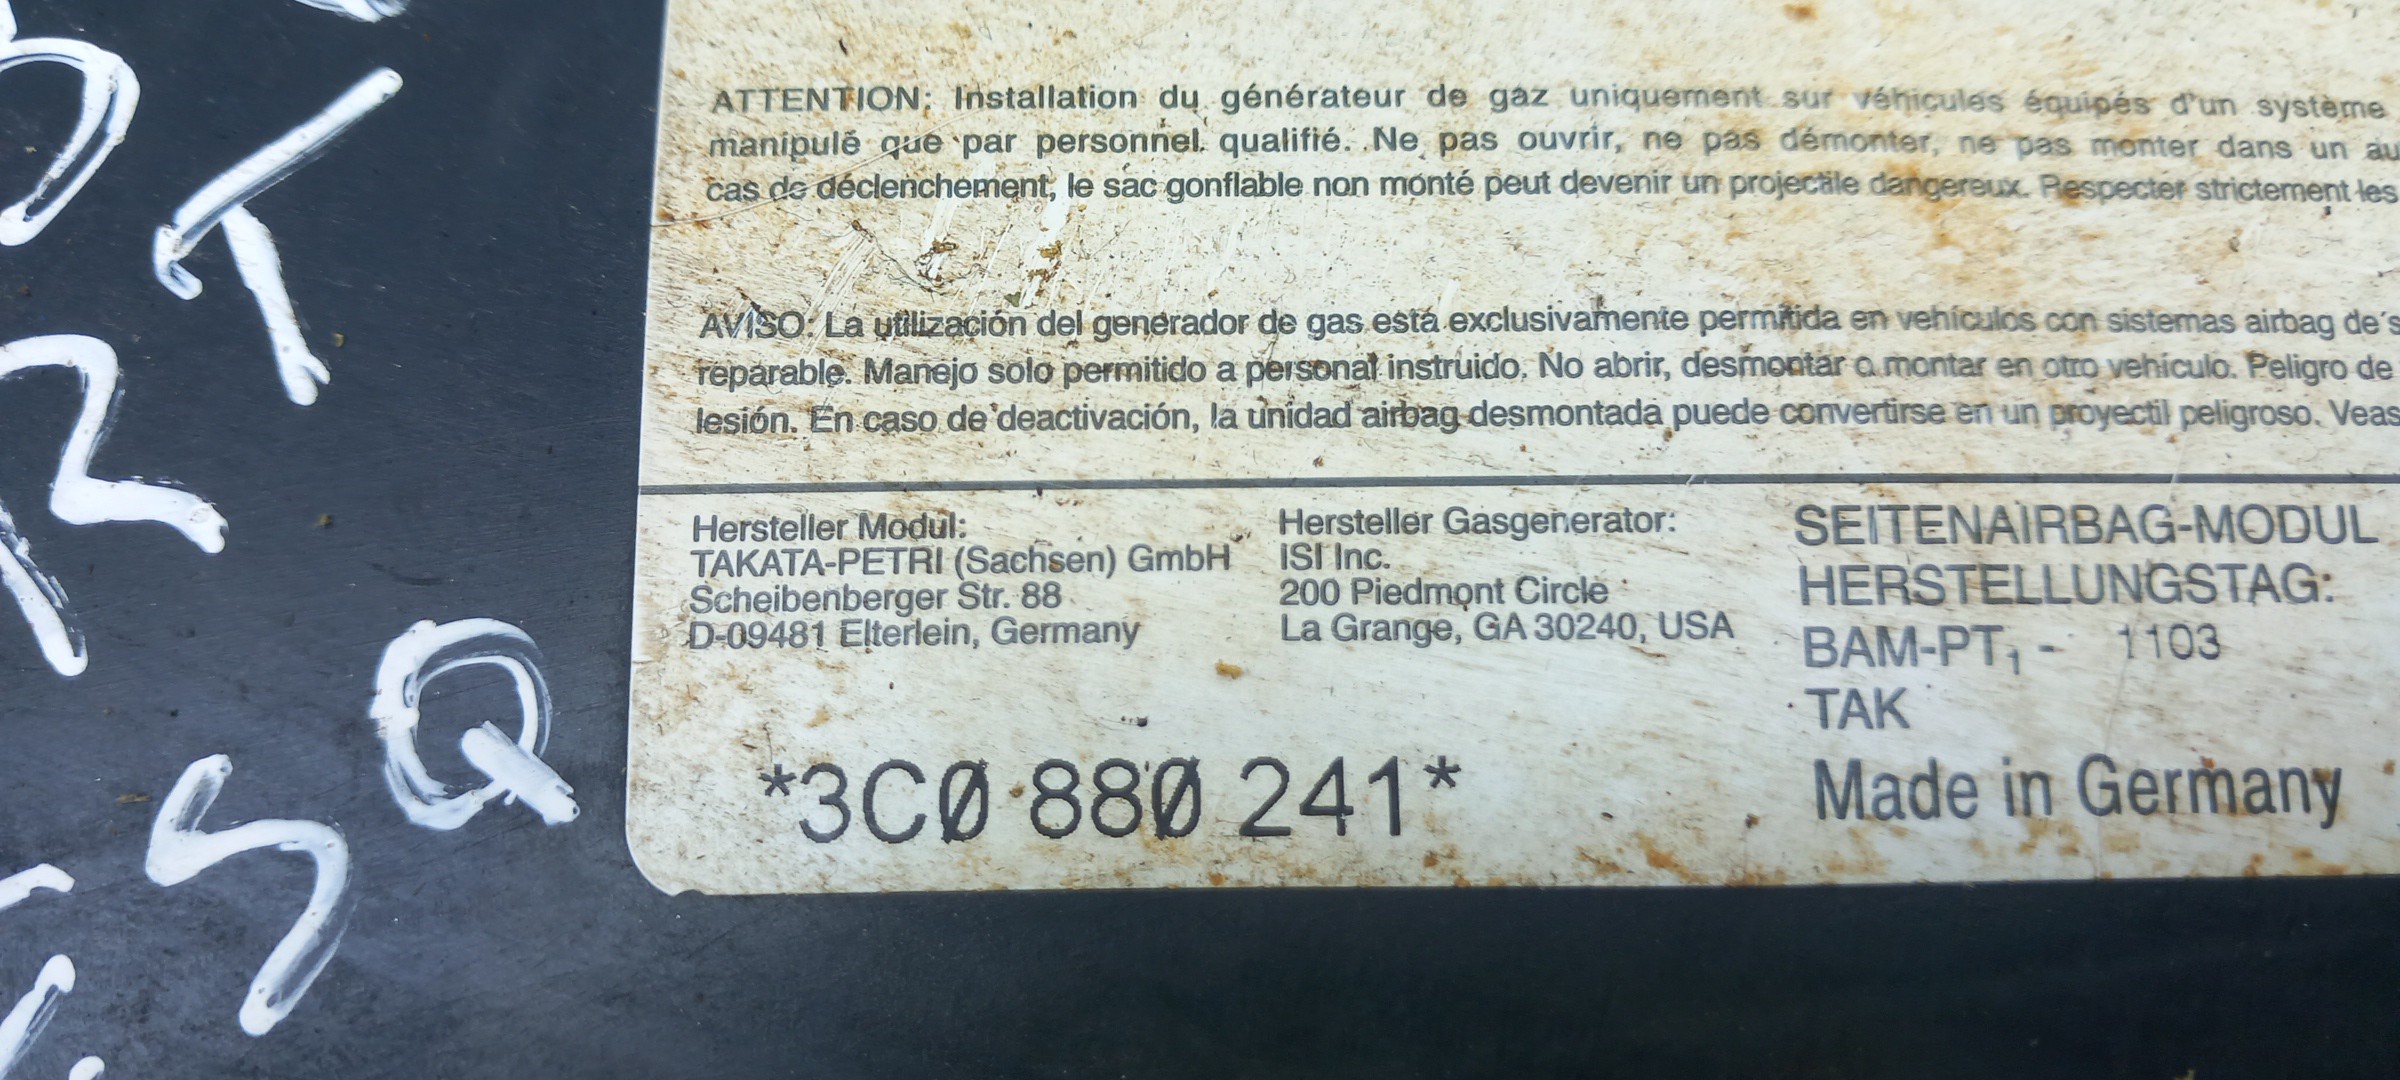 ATTENTION: Installation du générateur de gaz uniquement sur véhicules équipés d'un système
manipulé que par personnel qualifié. Ne pas ouvrir, ne pas démonter, ne pas monter dans un au
cas de déclenchement, le sac gonflable non monté peut devenir un projectile dangereux. Respecter strictement les
AVISO: La utilización del generador de gas está exclusivamente permitida en vehículos con sistemas airbag de s
reparable. Manejo solo permitido a personal instruido. No abrir, desmontar o montar en otro vehículo. Peligro de
lesión. En caso de deactivación, la unidad airbag desmontada puede convertirse en un proyectil peligroso. Veas
Hersteller Modul:
TAKATA-PETRI (Sachsen) GmbH
Scheibenberger Str. 88
D-09481 Elterlein, Germany
Hersteller Gasgenerator:
ISI Inc.
200 Piedmont Circle
La Grange, GA 30240, USA
SEITENAIRBAG-MODUL
HERSTELLUNGSTAG:
BAM-PT₁ - 1103
TAK
Made in Germany
*3C0 880 241*